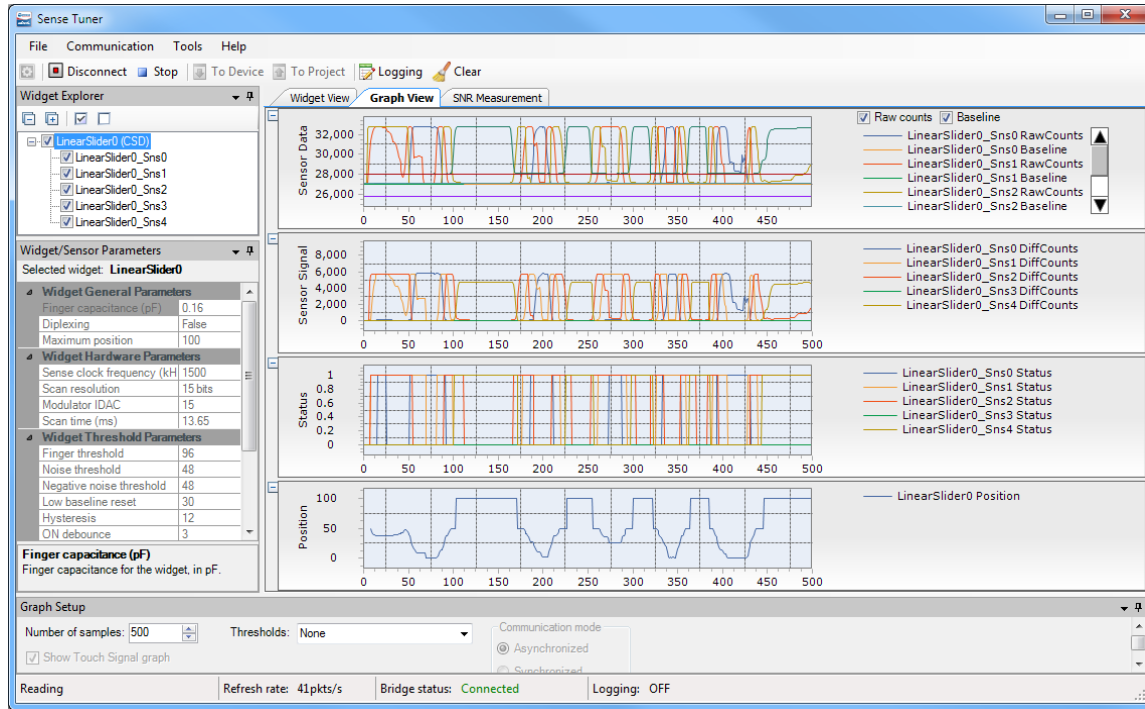 Sense Tuner
File Communication Tools Help
Disconnect Stop To Device To Project Logging Clear
Widget Explorer
LinearSlider0 (CSD)
LinearSlider0_Sns0
LinearSlider0_Sns1
LinearSlider0_Sns2
LinearSlider0_Sns3
LinearSlider0_Sns4
Widget/Sensor Parameters
Selected widget: LinearSlider0
Widget General Parameters
Finger capacitance (pF) 0.16
Diplexing False
Maximum position 100
Widget Hardware Parameters
Sense clock frequency (kH 1500
Scan resolution 15 bits
Modulator IDAC 15
Scan time (ms) 13.65
Widget Threshold Parameters
Finger threshold 96
Noise threshold 48
Negative noise threshold 48
Low baseline reset 30
Hysteresis 12
ON debounce 3
Finger capacitance (pF)
Finger capacitance for the widget, in pF.
Widget View Graph View SNR Measurement
Sensor Data
32,000
30,000
28,000
26,000
0 50 100 150 200 250 300 350 400 450
Raw counts Baseline
LinearSlider0_Sns0 RawCounts
LinearSlider0_Sns0 Baseline
LinearSlider0_Sns1 RawCounts
LinearSlider0_Sns1 Baseline
LinearSlider0_Sns2 RawCounts
LinearSlider0_Sns2 Baseline
Sensor Signal
8,000
6,000
4,000
2,000
0
0 50 100 150 200 250 300 350 400 450 500
LinearSlider0_Sns0 DiffCounts
LinearSlider0_Sns1 DiffCounts
LinearSlider0_Sns2 DiffCounts
LinearSlider0_Sns3 DiffCounts
LinearSlider0_Sns4 DiffCounts
Status
1
0.8
0.6
0.4
0.2
0
0 50 100 150 200 250 300 350 400 450 500
LinearSlider0_Sns0 Status
LinearSlider0_Sns1 Status
LinearSlider0_Sns2 Status
LinearSlider0_Sns3 Status
LinearSlider0_Sns4 Status
Position
100
50
0
0 50 100 150 200 250 300 350 400 450 500
LinearSlider0 Position
Graph Setup
Number of samples: 500 Thresholds: None
Show Touch Signal graph
Communication mode
Asynchronized
Synchronized
Reading Refresh rate: 41pkts/s Bridge status: Connected Logging: OFF